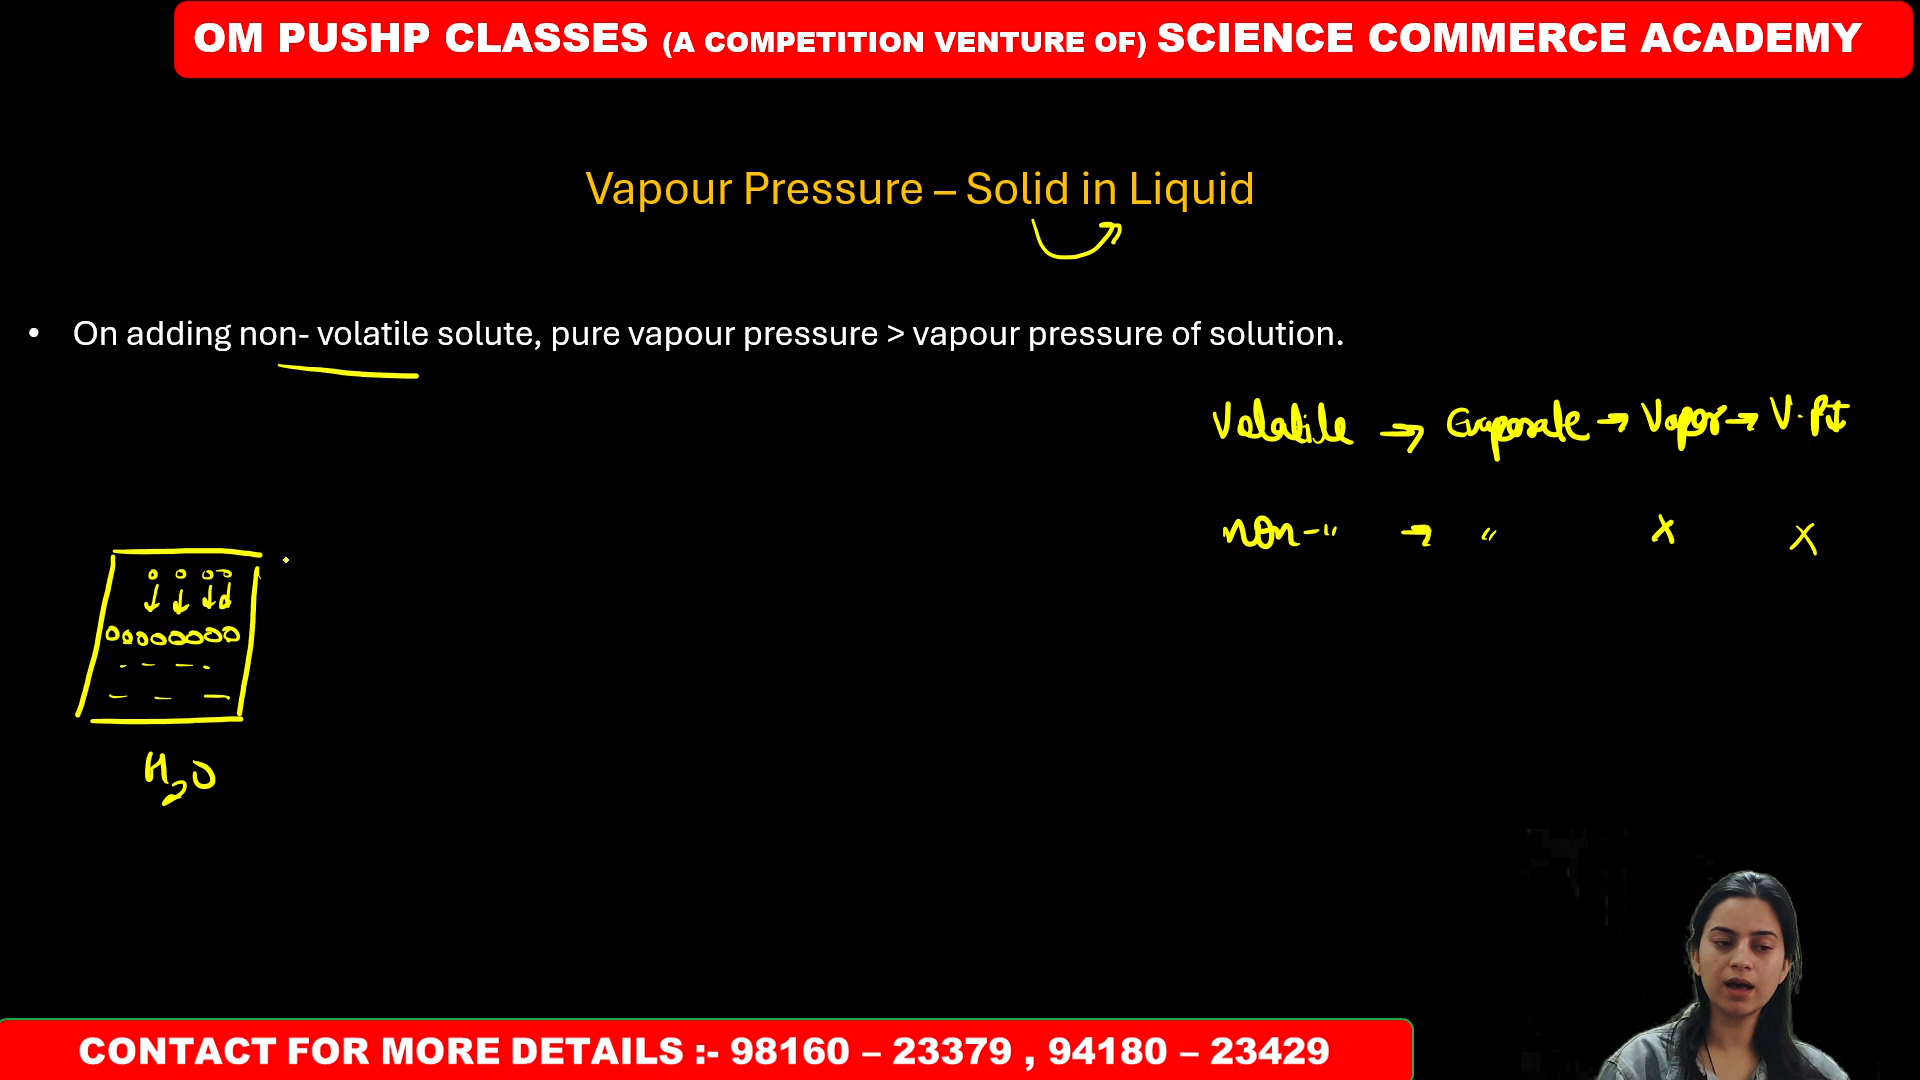 OM PUSHP CLASSES (A COMPETITION VENTURE OF) SCIENCE COMMERCE ACADEMY
Vapour Pressure – Solid in Liquid
• On adding non- volatile solute, pure vapour pressure > vapour pressure of solution.
Volatile → Evaporate → Vapor → V.
non-" → " X X
H₂O
CONTACT FOR MORE DETAILS :- 98160 – 23379 , 94180 – 23429